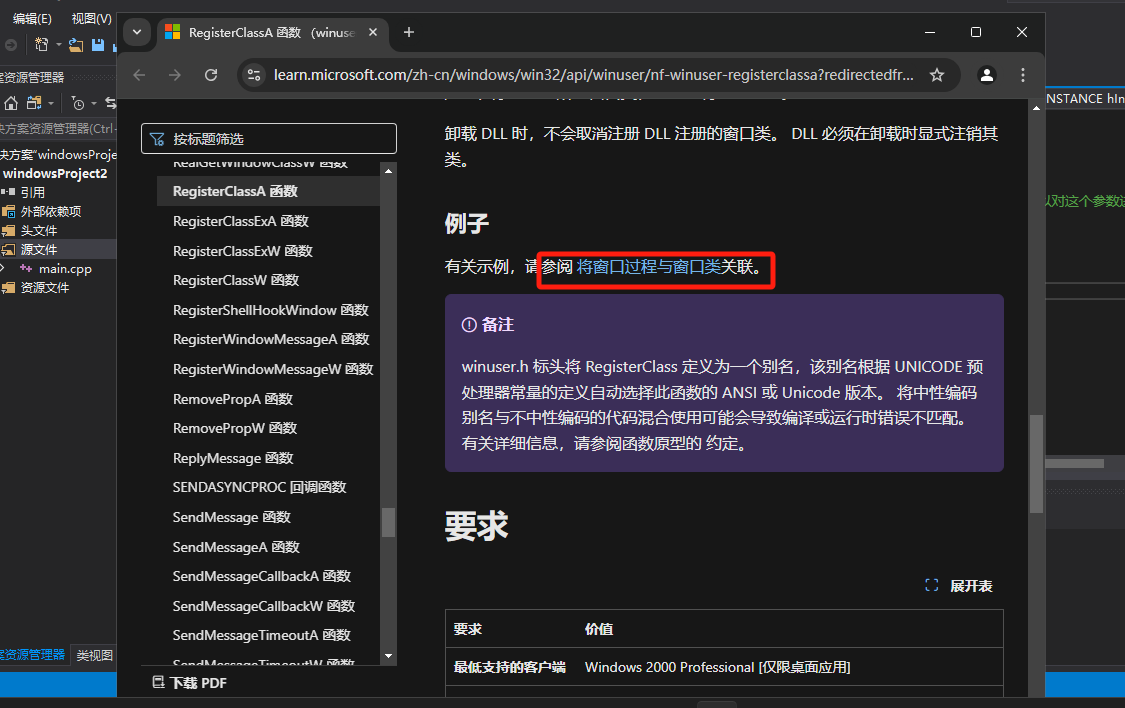 编辑(E) 视图(V)
RegisterClassA 函数 (winuse
learn.microsoft.com/zh-cn/windows/win32/api/winuser/nf-winuser-registerclassa?redirectedfr...
案资源管理器
NSTANCE hIn
决方案资源管理器(Ctrl+
决方案"windowsProje
windowsProject2
引用
外部依赖项
头文件
源文件
main.cpp
资源文件
以对这个参数进
案资源管理器 类视图
按标题筛选
RealGetWindowClassW 函数
RegisterClassA 函数
RegisterClassExA 函数
RegisterClassExW 函数
RegisterClassW 函数
RegisterShellHookWindow 函数
RegisterWindowMessageA 函数
RegisterWindowMessageW 函数
RemovePropA 函数
RemovePropW 函数
ReplyMessage 函数
SENDASYNCPROC 回调函数
SendMessage 函数
SendMessageA 函数
SendMessageCallbackA 函数
SendMessageCallbackW 函数
SendMessageTimeoutA 函数
SendMessageTimeoutW 函数
下载 PDF
卸载 DLL 时，不会取消注册 DLL 注册的窗口类。 DLL 必须在卸载时显式注销其
类。
例子
有关示例，请参阅 将窗口过程与窗口类关联。
备注
winuser.h 标头将 RegisterClass 定义为一个别名，该别名根据 UNICODE 预
处理器常量的定义自动选择此函数的 ANSI 或 Unicode 版本。 将中性编码
别名与不中性编码的代码混合使用可能会导致编译或运行时错误不匹配。
有关详细信息，请参阅函数原型的 约定。
要求
展开表
要求 价值
最低支持的客户端 Windows 2000 Professional [仅限桌面应用]